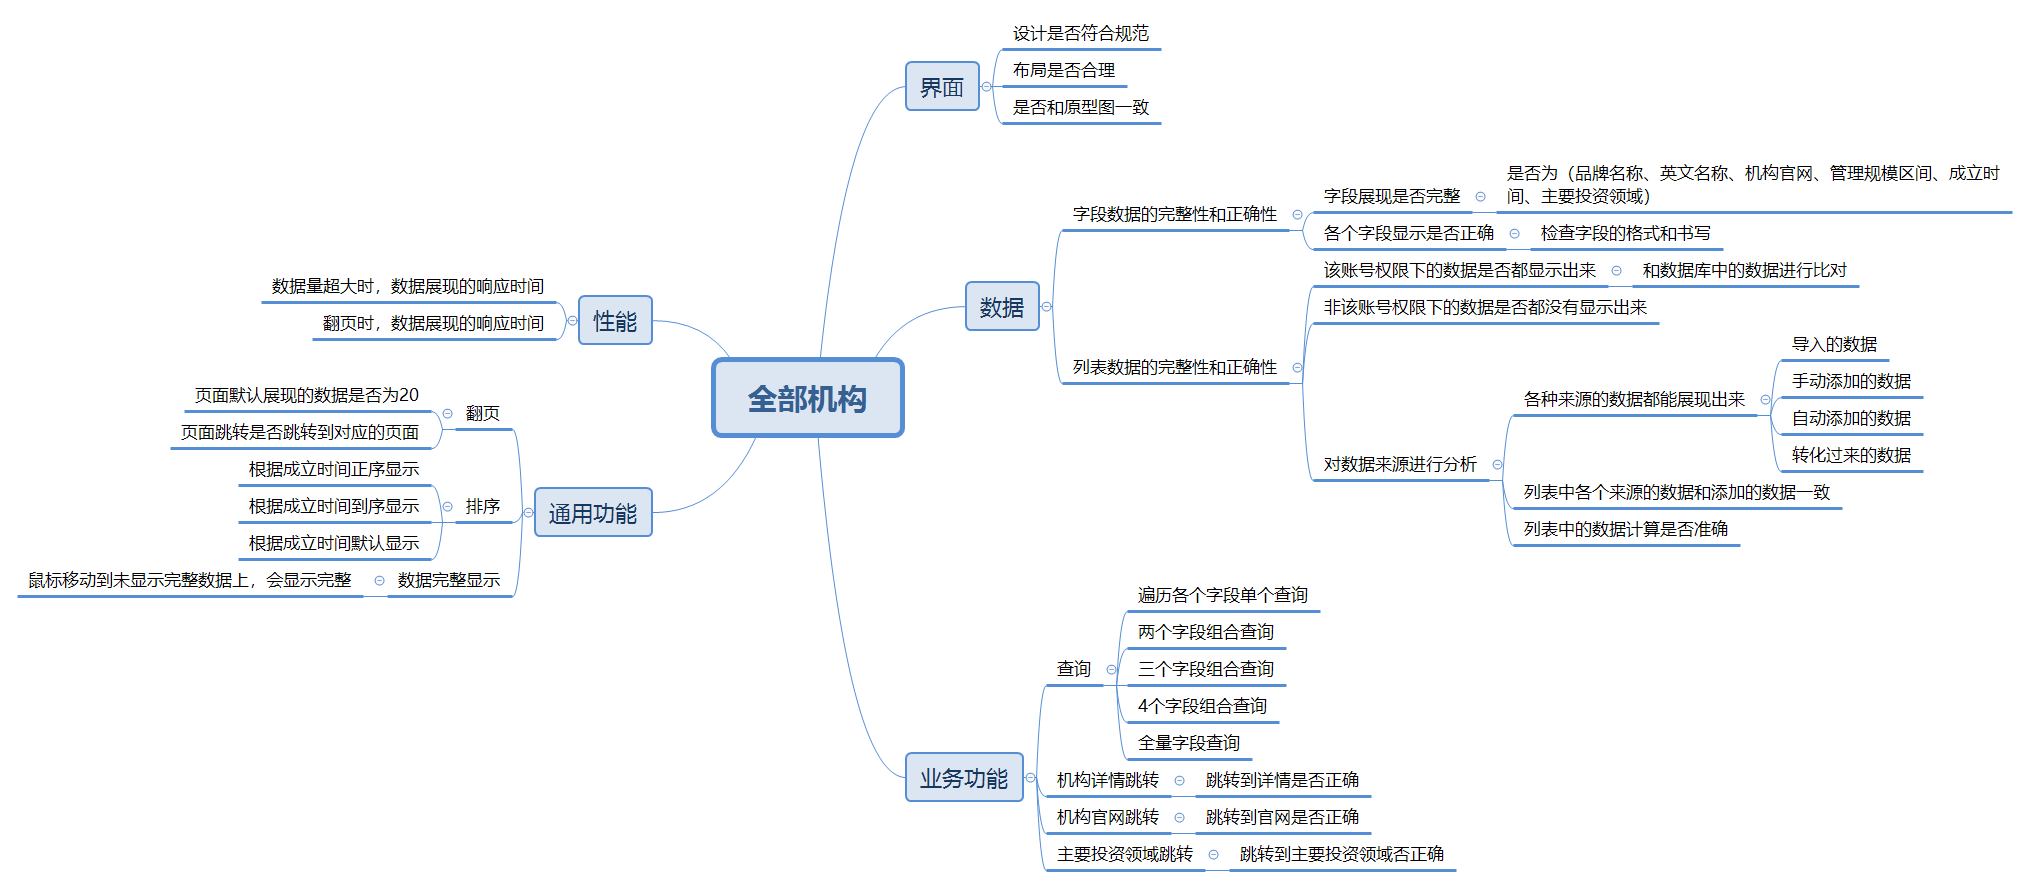 全部机构
界面
设计是否符合规范
布局是否合理
是否和原型图一致
数据
字段数据的完整性和正确性
字段展现是否完整
是否为（品牌名称、英文名称、机构官网、管理规模区间、成立时
间、主要投资领域）
各个字段显示是否正确
检查字段的格式和书写
列表数据的完整性和正确性
该账号权限下的数据是否都显示出来
和数据库中的数据进行比对
非该账号权限下的数据是否都没有显示出来
对数据来源进行分析
各种来源的数据都能展现出来
导入的数据
手动添加的数据
自动添加的数据
转化过来的数据
列表中各个来源的数据和添加的数据一致
列表中的数据计算是否准确
业务功能
查询
遍历各个字段单个查询
两个字段组合查询
三个字段组合查询
4个字段组合查询
全量字段查询
机构详情跳转
跳转到详情是否正确
机构官网跳转
跳转到官网是否正确
主要投资领域跳转
跳转到主要投资领域否正确
性能
数据量超大时，数据展现的响应时间
翻页时，数据展现的响应时间
通用功能
翻页
页面默认展现的数据是否为20
页面跳转是否跳转到对应的页面
排序
根据成立时间正序显示
根据成立时间到序显示
根据成立时间默认显示
数据完整显示
鼠标移动到未显示完整数据上，会显示完整